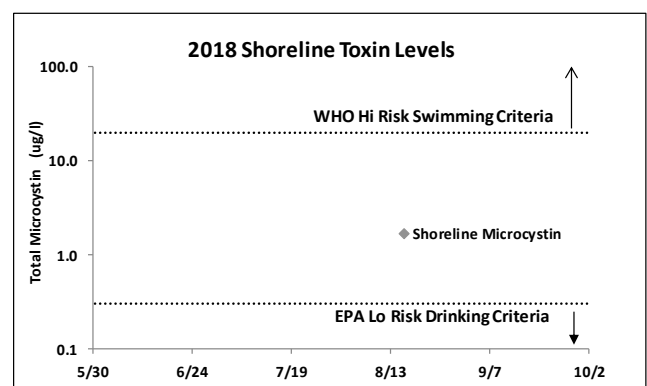 2018 Shoreline Toxin Levels
100.0
WHO Hi Risk Swimming Criteria
10.0
Total Microcystin (ug/l)
Shoreline Microcystin
1.0
EPA Lo Risk Drinking Criteria
0.1
5/30 6/24 7/19 8/13 9/7 10/2